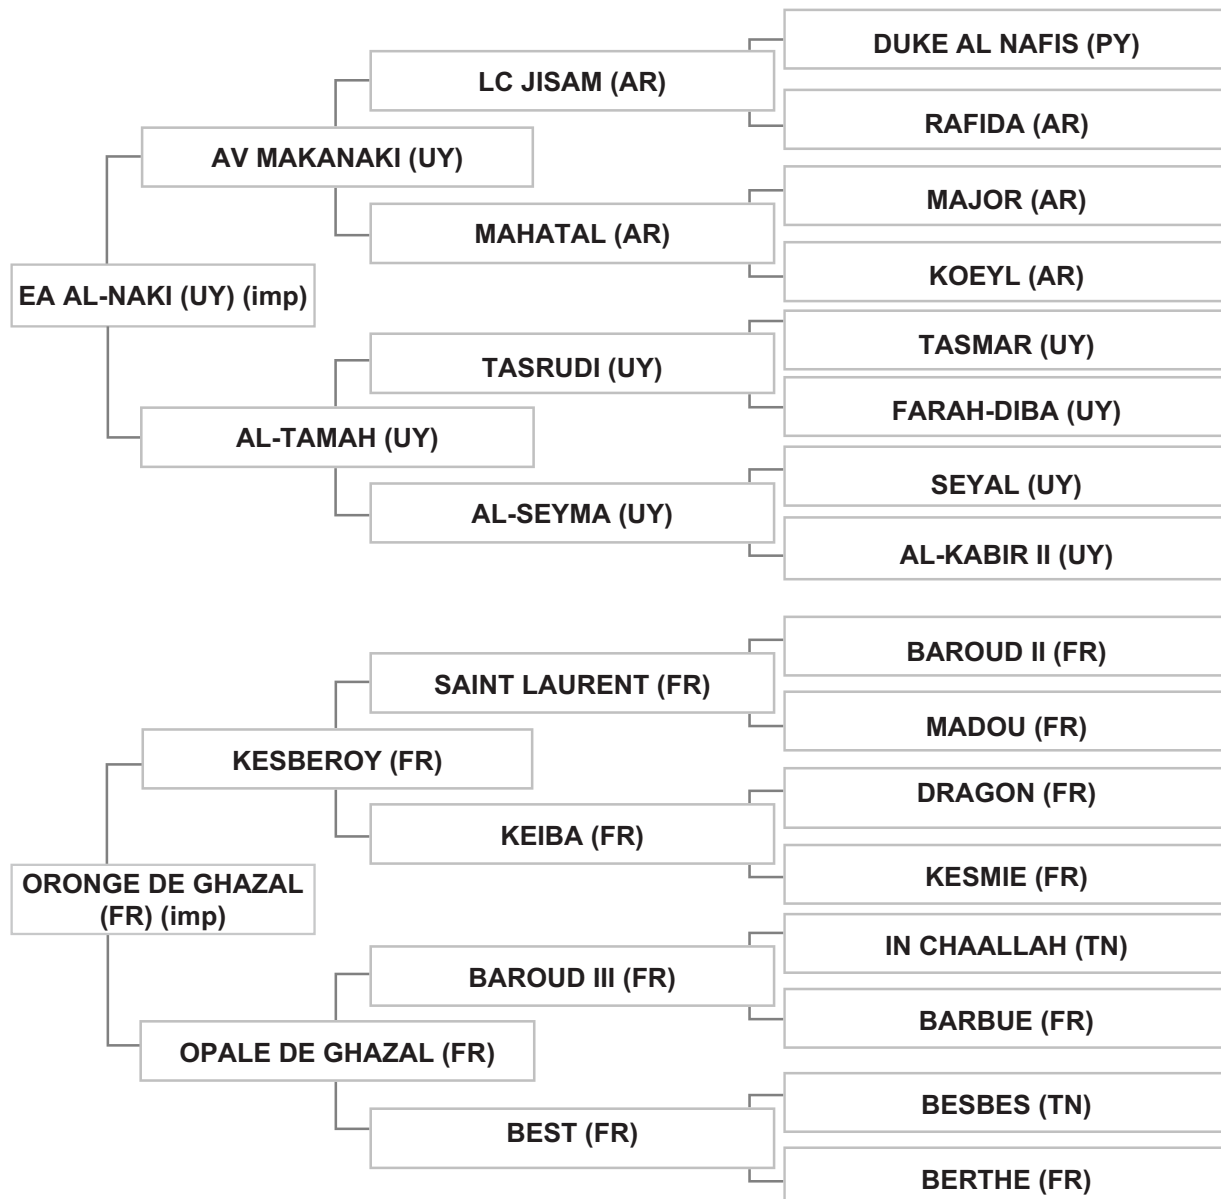 DUKE AL NAFIS (PY)
LC JISAM (AR)
RAFIDA (AR)
AV MAKANAKI (UY)
MAJOR (AR)
MAHATAL (AR)
KOEYL (AR)
EA AL-NAKI (UY) (imp)
TASMAR (UY)
TASRUDI (UY)
FARAH-DIBA (UY)
AL-TAMAH (UY)
SEYAL (UY)
AL-SEYMA (UY)
AL-KABIR II (UY)
BAROUD II (FR)
SAINT LAURENT (FR)
MADOU (FR)
KESBEROY (FR)
DRAGON (FR)
KEIBA (FR)
KESMIE (FR)
ORONGE DE GHAZAL
(FR) (imp)
IN CHAALLAH (TN)
BAROUD III (FR)
BARBUE (FR)
OPALE DE GHAZAL (FR)
BESBES (TN)
BEST (FR)
BERTHE (FR)